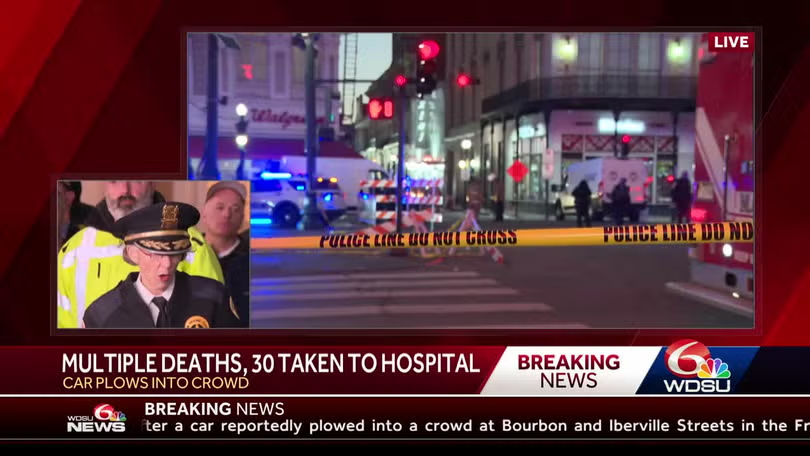 LIVE
Walgreens
POLICE LINE DO NOT CROSS
POLICE LINE DO N
MULTIPLE DEATHS, 30 TAKEN TO HOSPITAL
CAR PLOWS INTO CROWD
BREAKING
NEWS
6
WDSU
WDSU 6
NEWS
BREAKING NEWS
ter a car reportedly plowed into a crowd at Bourbon and Iberville Streets in the Fr